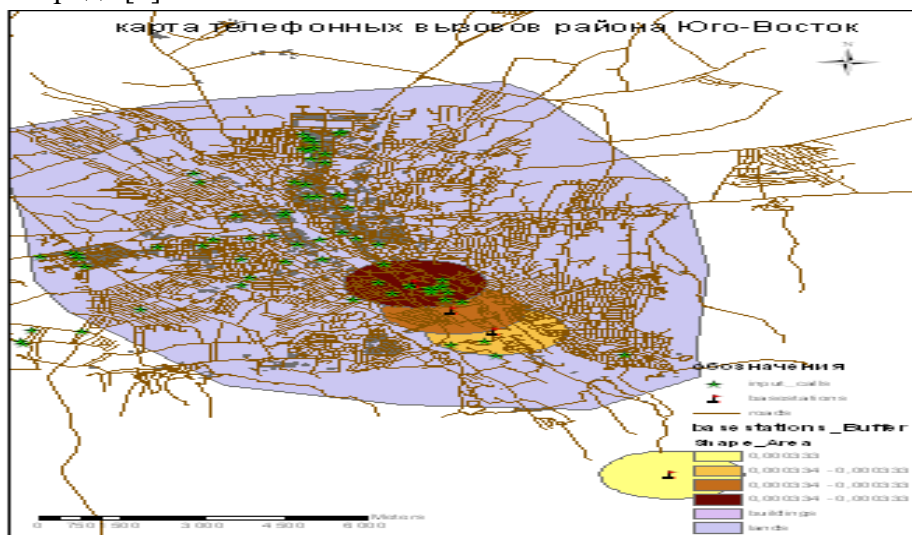 карта телефонных вызовов района Юго-Восток
N
обозначения
input_calls
basestations
roads
basestations_Buffer
Shape_Area
0,000333
0,000334 - 0,000333
0,000334 - 0,000333
0,000334 - 0,000333
buildings
lands
Meters
0 750 1 500 3 000 4 500 6 000